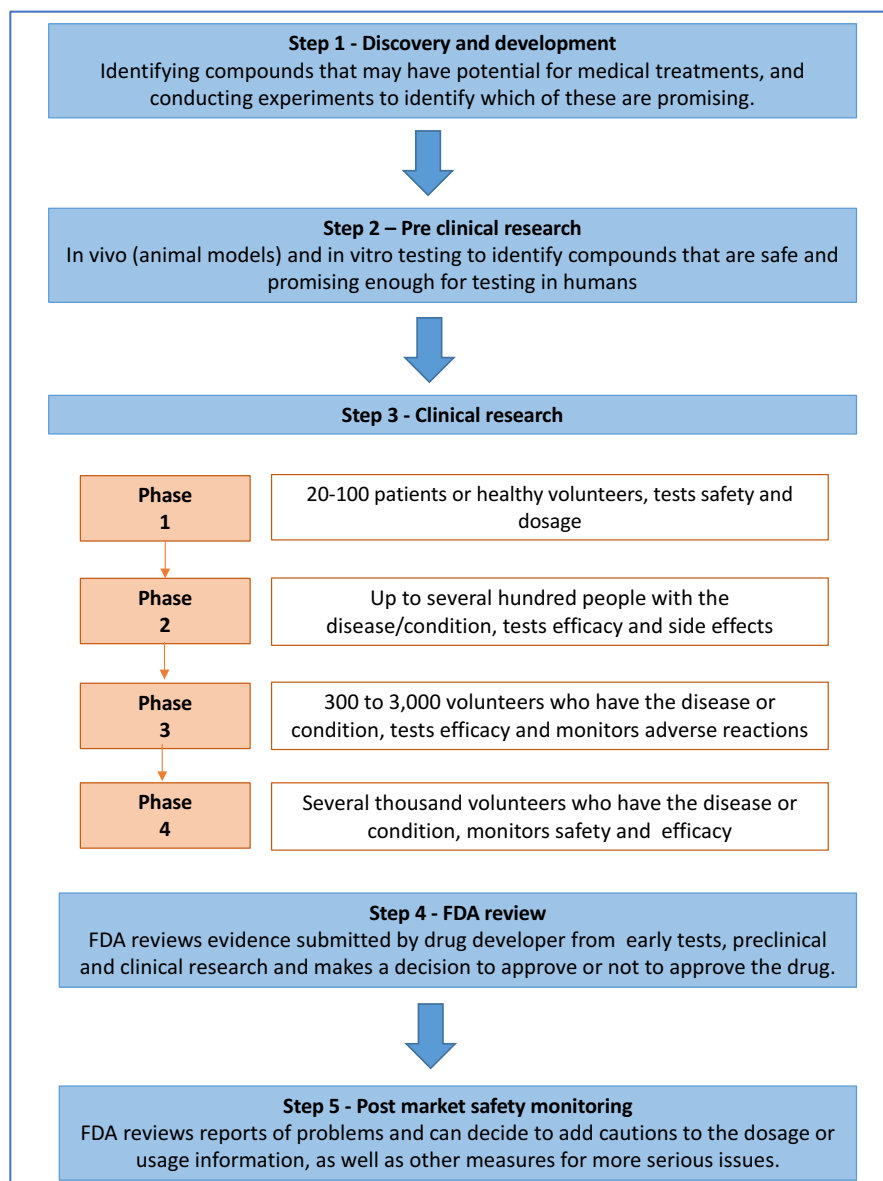 Step 1 - Discovery and development
Identifying compounds that may have potential for medical treatments, and
conducting experiments to identify which of these are promising.
Step 2 – Pre clinical research
In vivo (animal models) and in vitro testing to identify compounds that are safe and
promising enough for testing in humans
Step 3 - Clinical research
Phase
1
20-100 patients or healthy volunteers, tests safety and
dosage
Phase
2
Up to several hundred people with the
disease/condition, tests efficacy and side effects
Phase
3
300 to 3,000 volunteers who have the disease or
condition, tests efficacy and monitors adverse reactions
Phase
4
Several thousand volunteers who have the disease or
condition, monitors safety and  efficacy
Step 4 - FDA review
FDA reviews evidence submitted by drug developer from  early tests, preclinical
and clinical research and makes a decision to approve or not to approve the drug.
Step 5 - Post market safety monitoring
FDA reviews reports of problems and can decide to add cautions to the dosage or
usage information, as well as other measures for more serious issues.